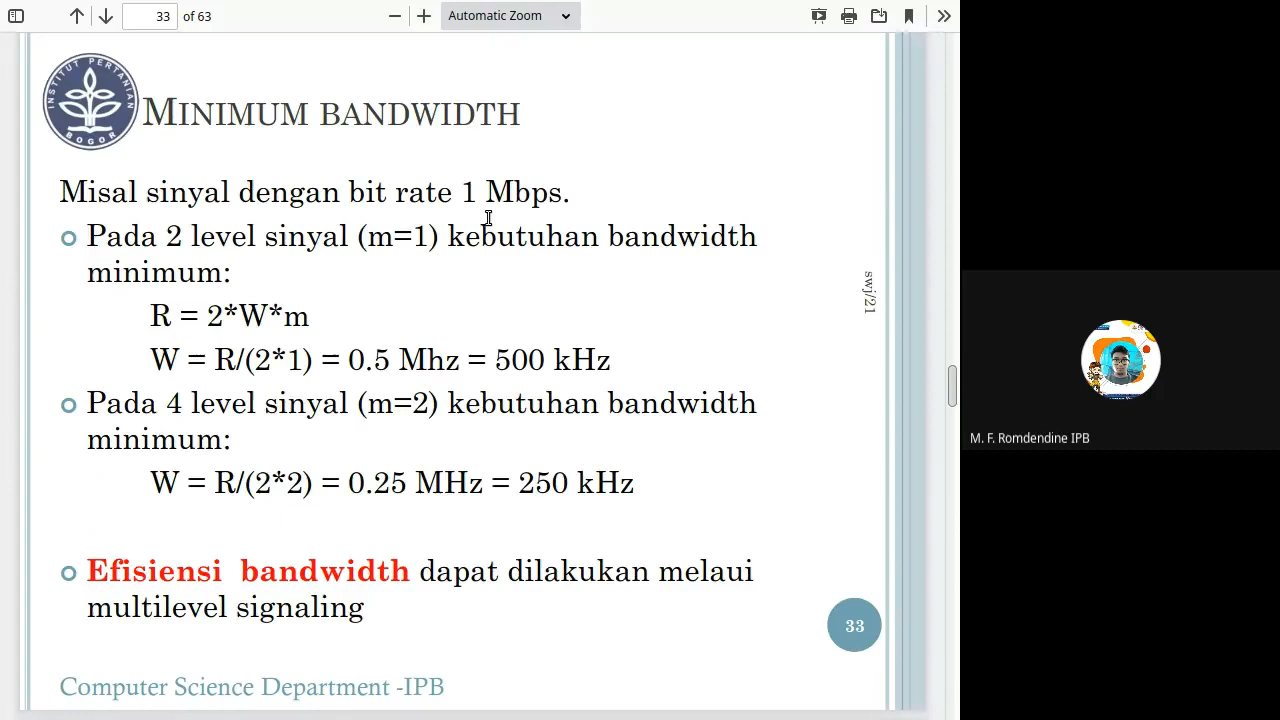 33 of 63
Automatic Zoom
INSTITUT PERTANIAN
BOGOR
MINIMUM BANDWIDTH
Misal sinyal dengan bit rate 1 Mbps.
Pada 2 level sinyal (m=1) kebutuhan bandwidth
minimum:
R = 2*W*m
W = R/(2*1) = 0.5 Mhz = 500 kHz
Pada 4 level sinyal (m=2) kebutuhan bandwidth
minimum:
W = R/(2*2) = 0.25 MHz = 250 kHz
Efisiensi bandwidth dapat dilakukan melaui
multilevel signaling
swj/21
33
Computer Science Department -IPB
M. F. Romdendine IPB